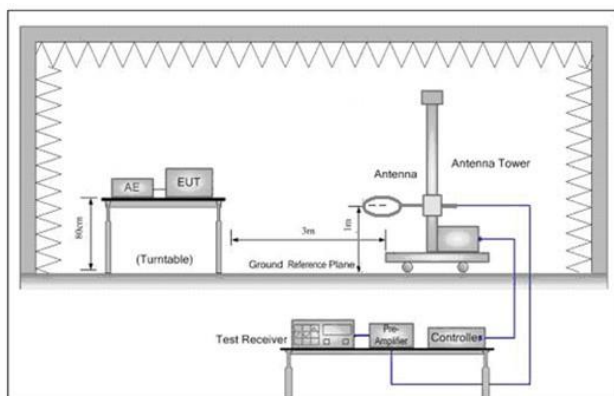 Antenna
Antenna Tower
AE
EUT
80cm
(Turntable)
3m
1m
Ground Reference Plane
Test Receiver
Pre-
Amplifier
Controller